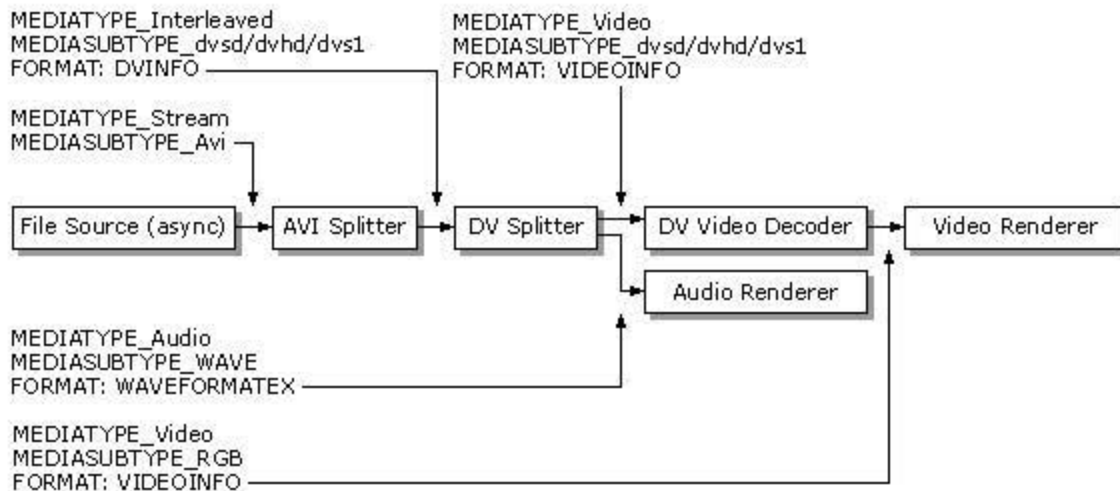 MEDIATYPE_Interleaved
MEDIASUBTYPE_dvsd/dvhd/dvs1
FORMAT: DVINFO
MEDIATYPE_Video
MEDIASUBTYPE_dvsd/dvhd/dvs1
FORMAT: VIDEOINFO
MEDIATYPE_Stream
MEDIASUBTYPE_Avi
File Source (async)
AVI Splitter
DV Splitter
DV Video Decoder
Video Renderer
Audio Renderer
MEDIATYPE_Audio
MEDIASUBTYPE_WAVE
FORMAT: WAVEFORMATEX
MEDIATYPE_Video
MEDIASUBTYPE_RGB
FORMAT: VIDEOINFO